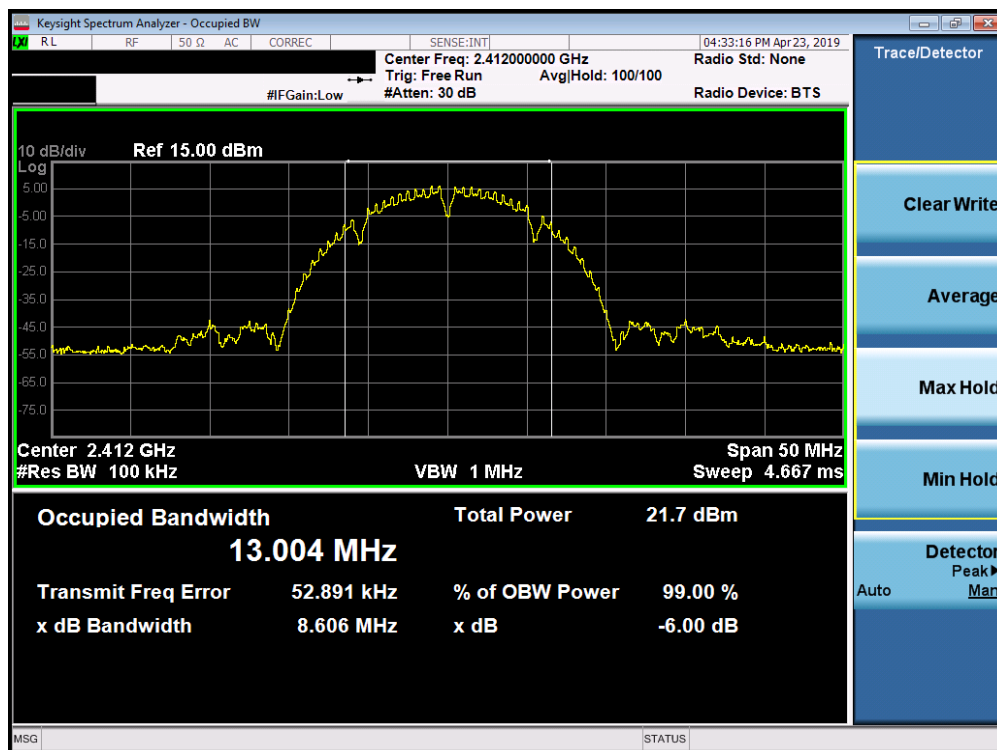 Keysight Spectrum Analyzer - Occupied BW
LXI RL RF 50 Ω AC CORREC SENSE:INT 04:33:16 PM Apr 23, 2019
Center Freq: 2.412000000 GHz Radio Std: None
Trig: Free Run Avg|Hold: 100/100
#IFGain:Low #Atten: 30 dB Radio Device: BTS
10 dB/div Ref 15.00 dBm
Log
5.00
-5.00
-15.0
-25.0
-35.0
-45.0
-55.0
-65.0
-75.0
Center 2.412 GHz Span 50 MHz
#Res BW 100 kHz VBW 1 MHz Sweep 4.667 ms
Occupied Bandwidth Total Power 21.7 dBm
13.004 MHz
Transmit Freq Error 52.891 kHz % of OBW Power 99.00 %
x dB Bandwidth 8.606 MHz x dB -6.00 dB
MSG STATUS
Trace/Detector
Clear Write
Average
Max Hold
Min Hold
Detector
Peak▶
Auto Man